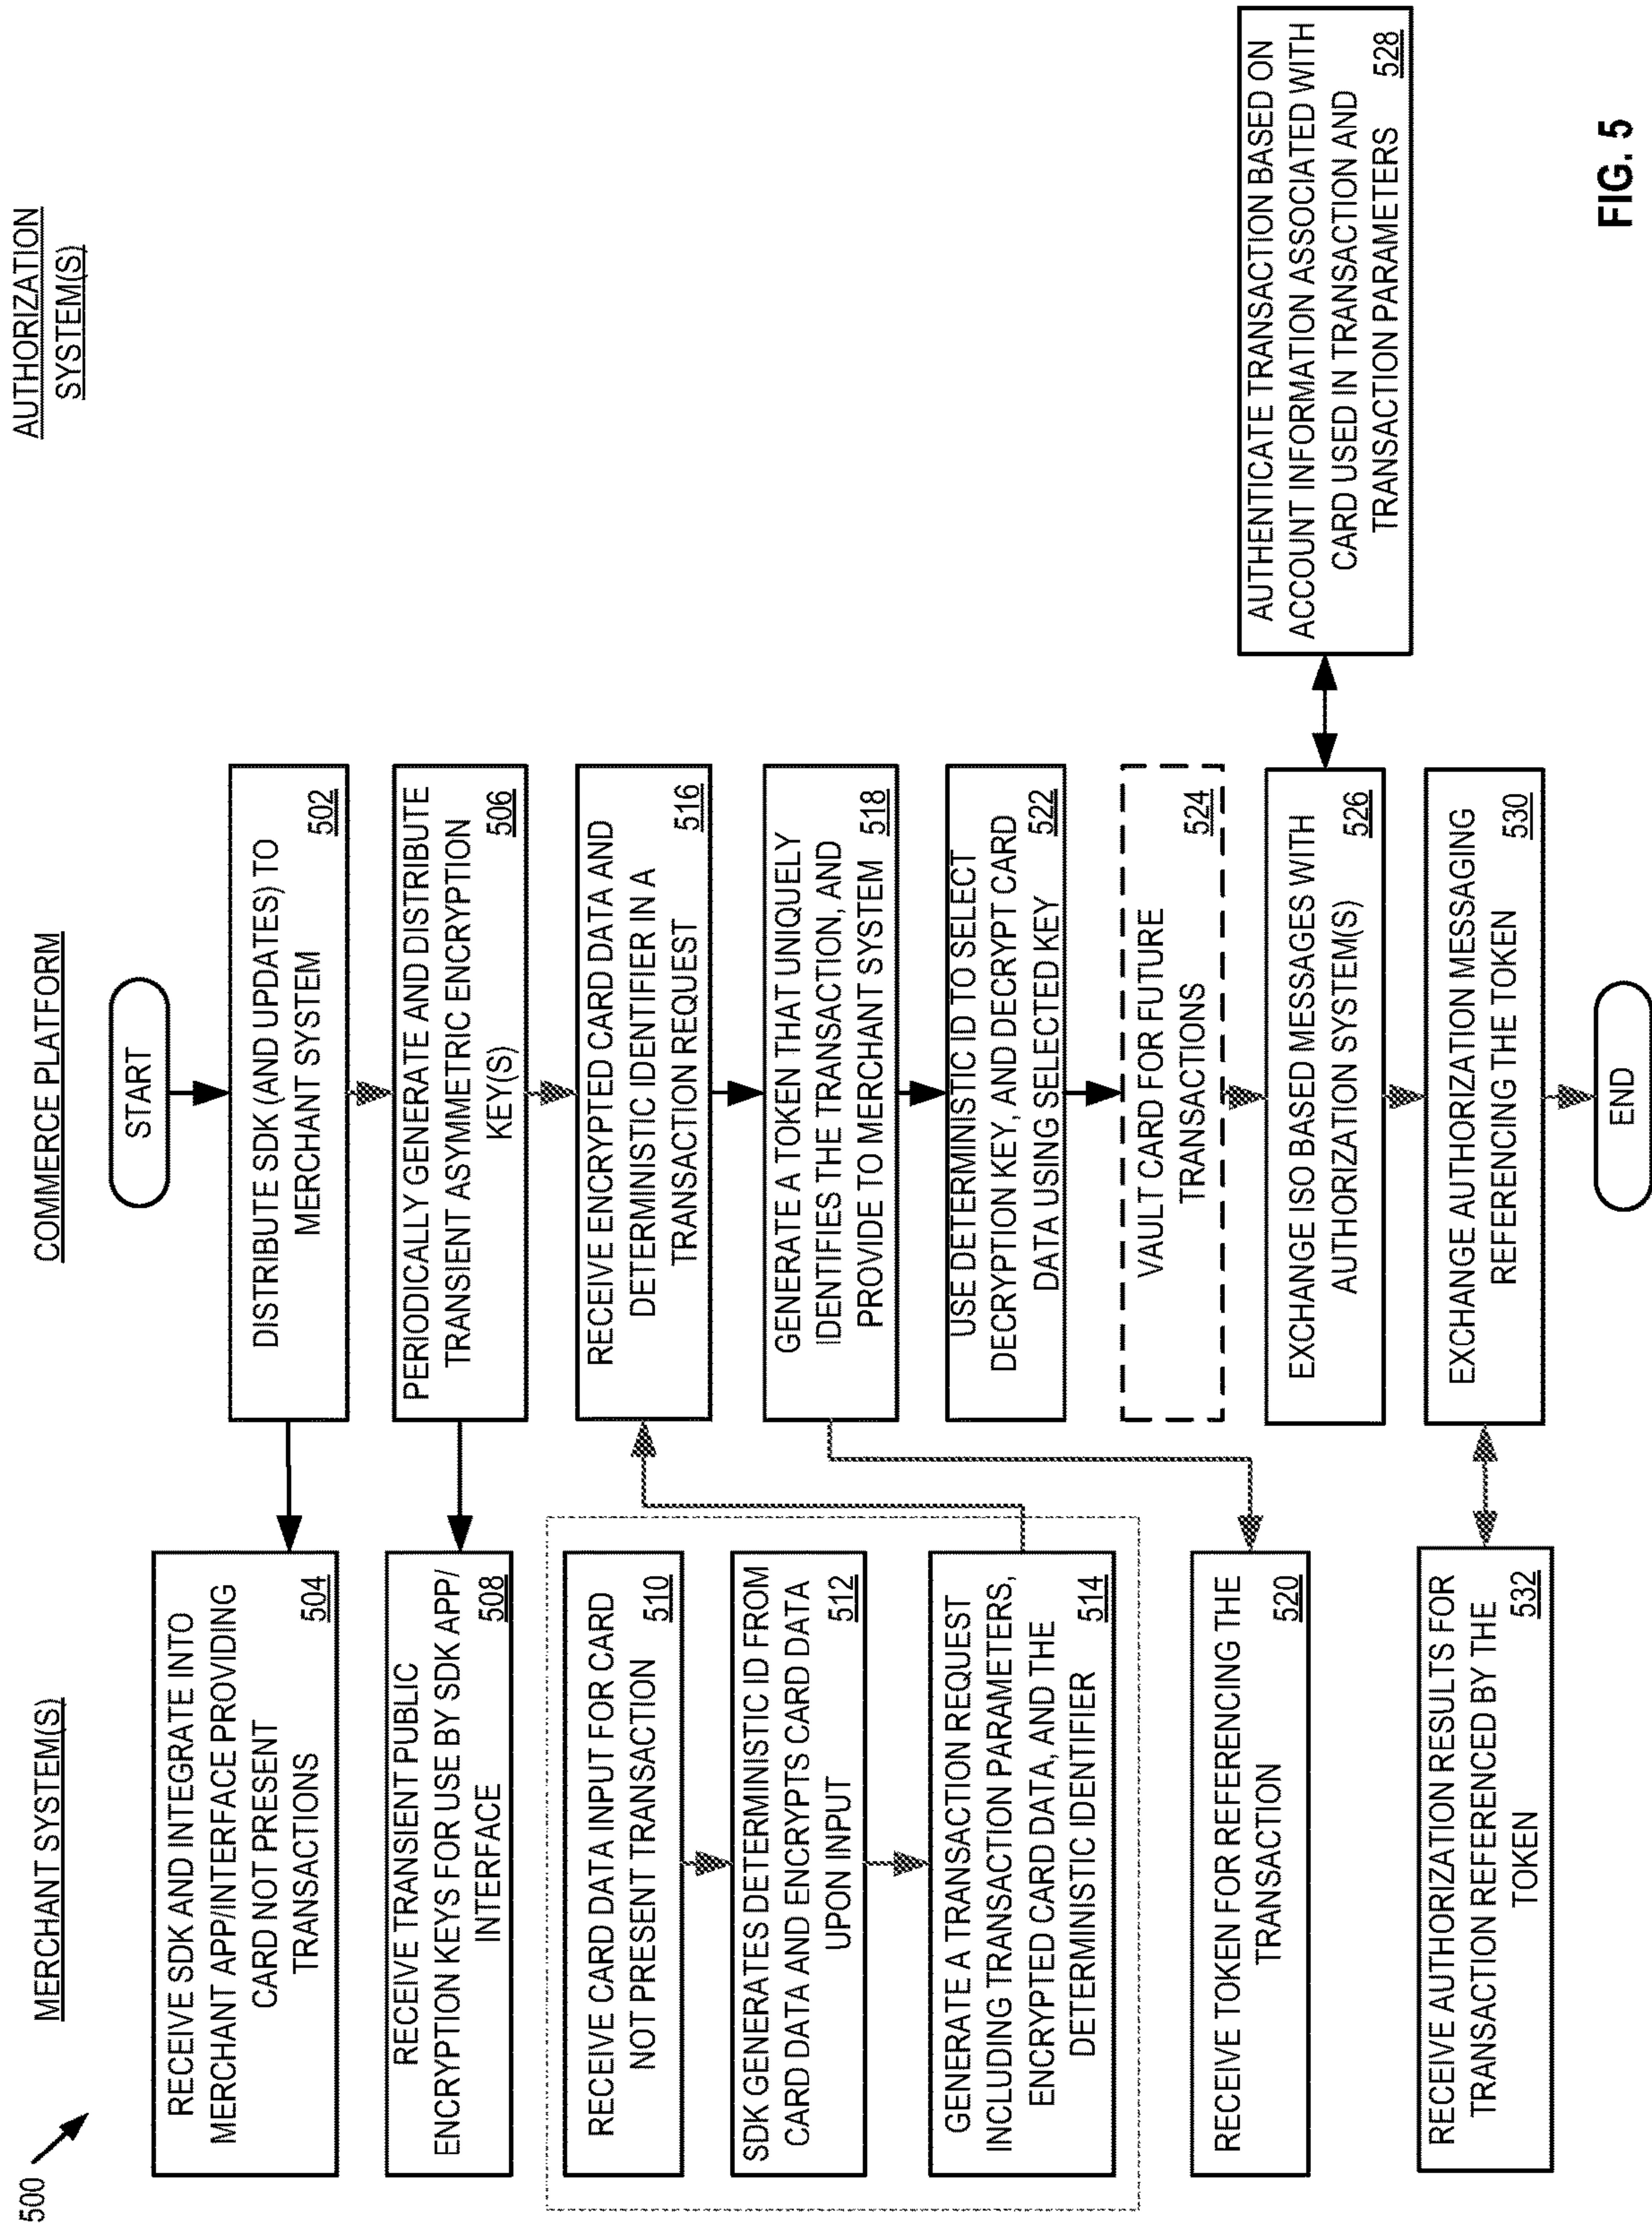 500
MERCHANT SYSTEM(S)
COMMERCE PLATFORM
AUTHORIZATION
SYSTEM(S)
START
DISTRIBUTE SDK (AND UPDATES) TO
MERCHANT SYSTEM
502
RECEIVE SDK AND INTEGRATE INTO
MERCHANT APP/INTERFACE PROVIDING
CARD NOT PRESENT
504
TRANSACTIONS
PERIODICALLY GENERATE AND DISTRIBUTE
TRANSIENT ASYMMETRIC ENCRYPTION
KEY(S)
506
RECEIVE TRANSIENT PUBLIC
ENCRYPTION KEYS FOR USE BY SDK APP/
INTERFACE
508
RECEIVE CARD DATA INPUT FOR CARD
NOT PRESENT TRANSACTION
510
SDK GENERATES DETERMINISTIC ID FROM
CARD DATA AND ENCRYPTS CARD DATA
UPON INPUT
512
GENERATE A TRANSACTION REQUEST
INCLUDING TRANSACTION PARAMETERS,
ENCRYPTED CARD DATA, AND THE
DETERMINISTIC IDENTIFIER
514
RECEIVE ENCRYPTED CARD DATA AND
DETERMINISTIC IDENTIFIER IN A
TRANSACTION REQUEST
516
GENERATE A TOKEN THAT UNIQUELY
IDENTIFIES THE TRANSACTION, AND
PROVIDE TO MERCHANT SYSTEM
518
RECEIVE TOKEN FOR REFERENCING THE
TRANSACTION
520
USE DETERMINISTIC ID TO SELECT
DECRYPTION KEY, AND DECRYPT CARD
DATA USING SELECTED KEY
522
VAULT CARD FOR FUTURE
TRANSACTIONS
524
EXCHANGE ISO BASED MESSAGES WITH
AUTHORIZATION SYSTEM(S)
526
AUTHENTICATE TRANSACTION BASED ON
ACCOUNT INFORMATION ASSOCIATED WITH
CARD USED IN TRANSACTION AND
TRANSACTION PARAMETERS
528
EXCHANGE AUTHORIZATION MESSAGING
REFERENCING THE TOKEN
530
RECEIVE AUTHORIZATION RESULTS FOR
TRANSACTION REFERENCED BY THE
TOKEN
532
END
FIG. 5